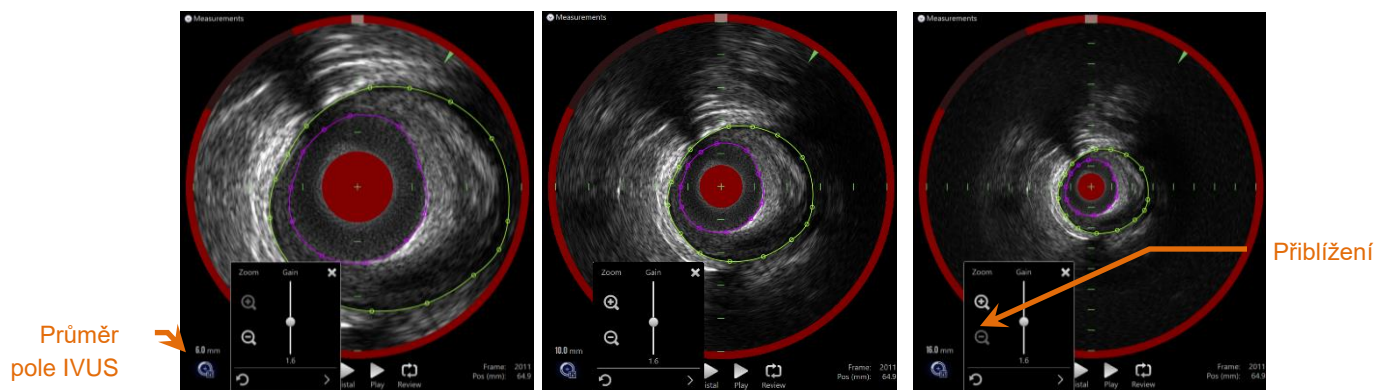 Measurements
Zoom Gain
1.6
6.0 mm
istal Play Review
Frame: 2011
Pos (mm): 64.9
Measurements
Zoom Gain
1.6
10.0 mm
istal Play Review
Frame: 2011
Pos (mm): 64.9
Measurements
Zoom Gain
1.6
16.0 mm
istal Play Review
Frame: 2011
Pos (mm): 64.9
Přiblížení
Průměr
pole IVUS